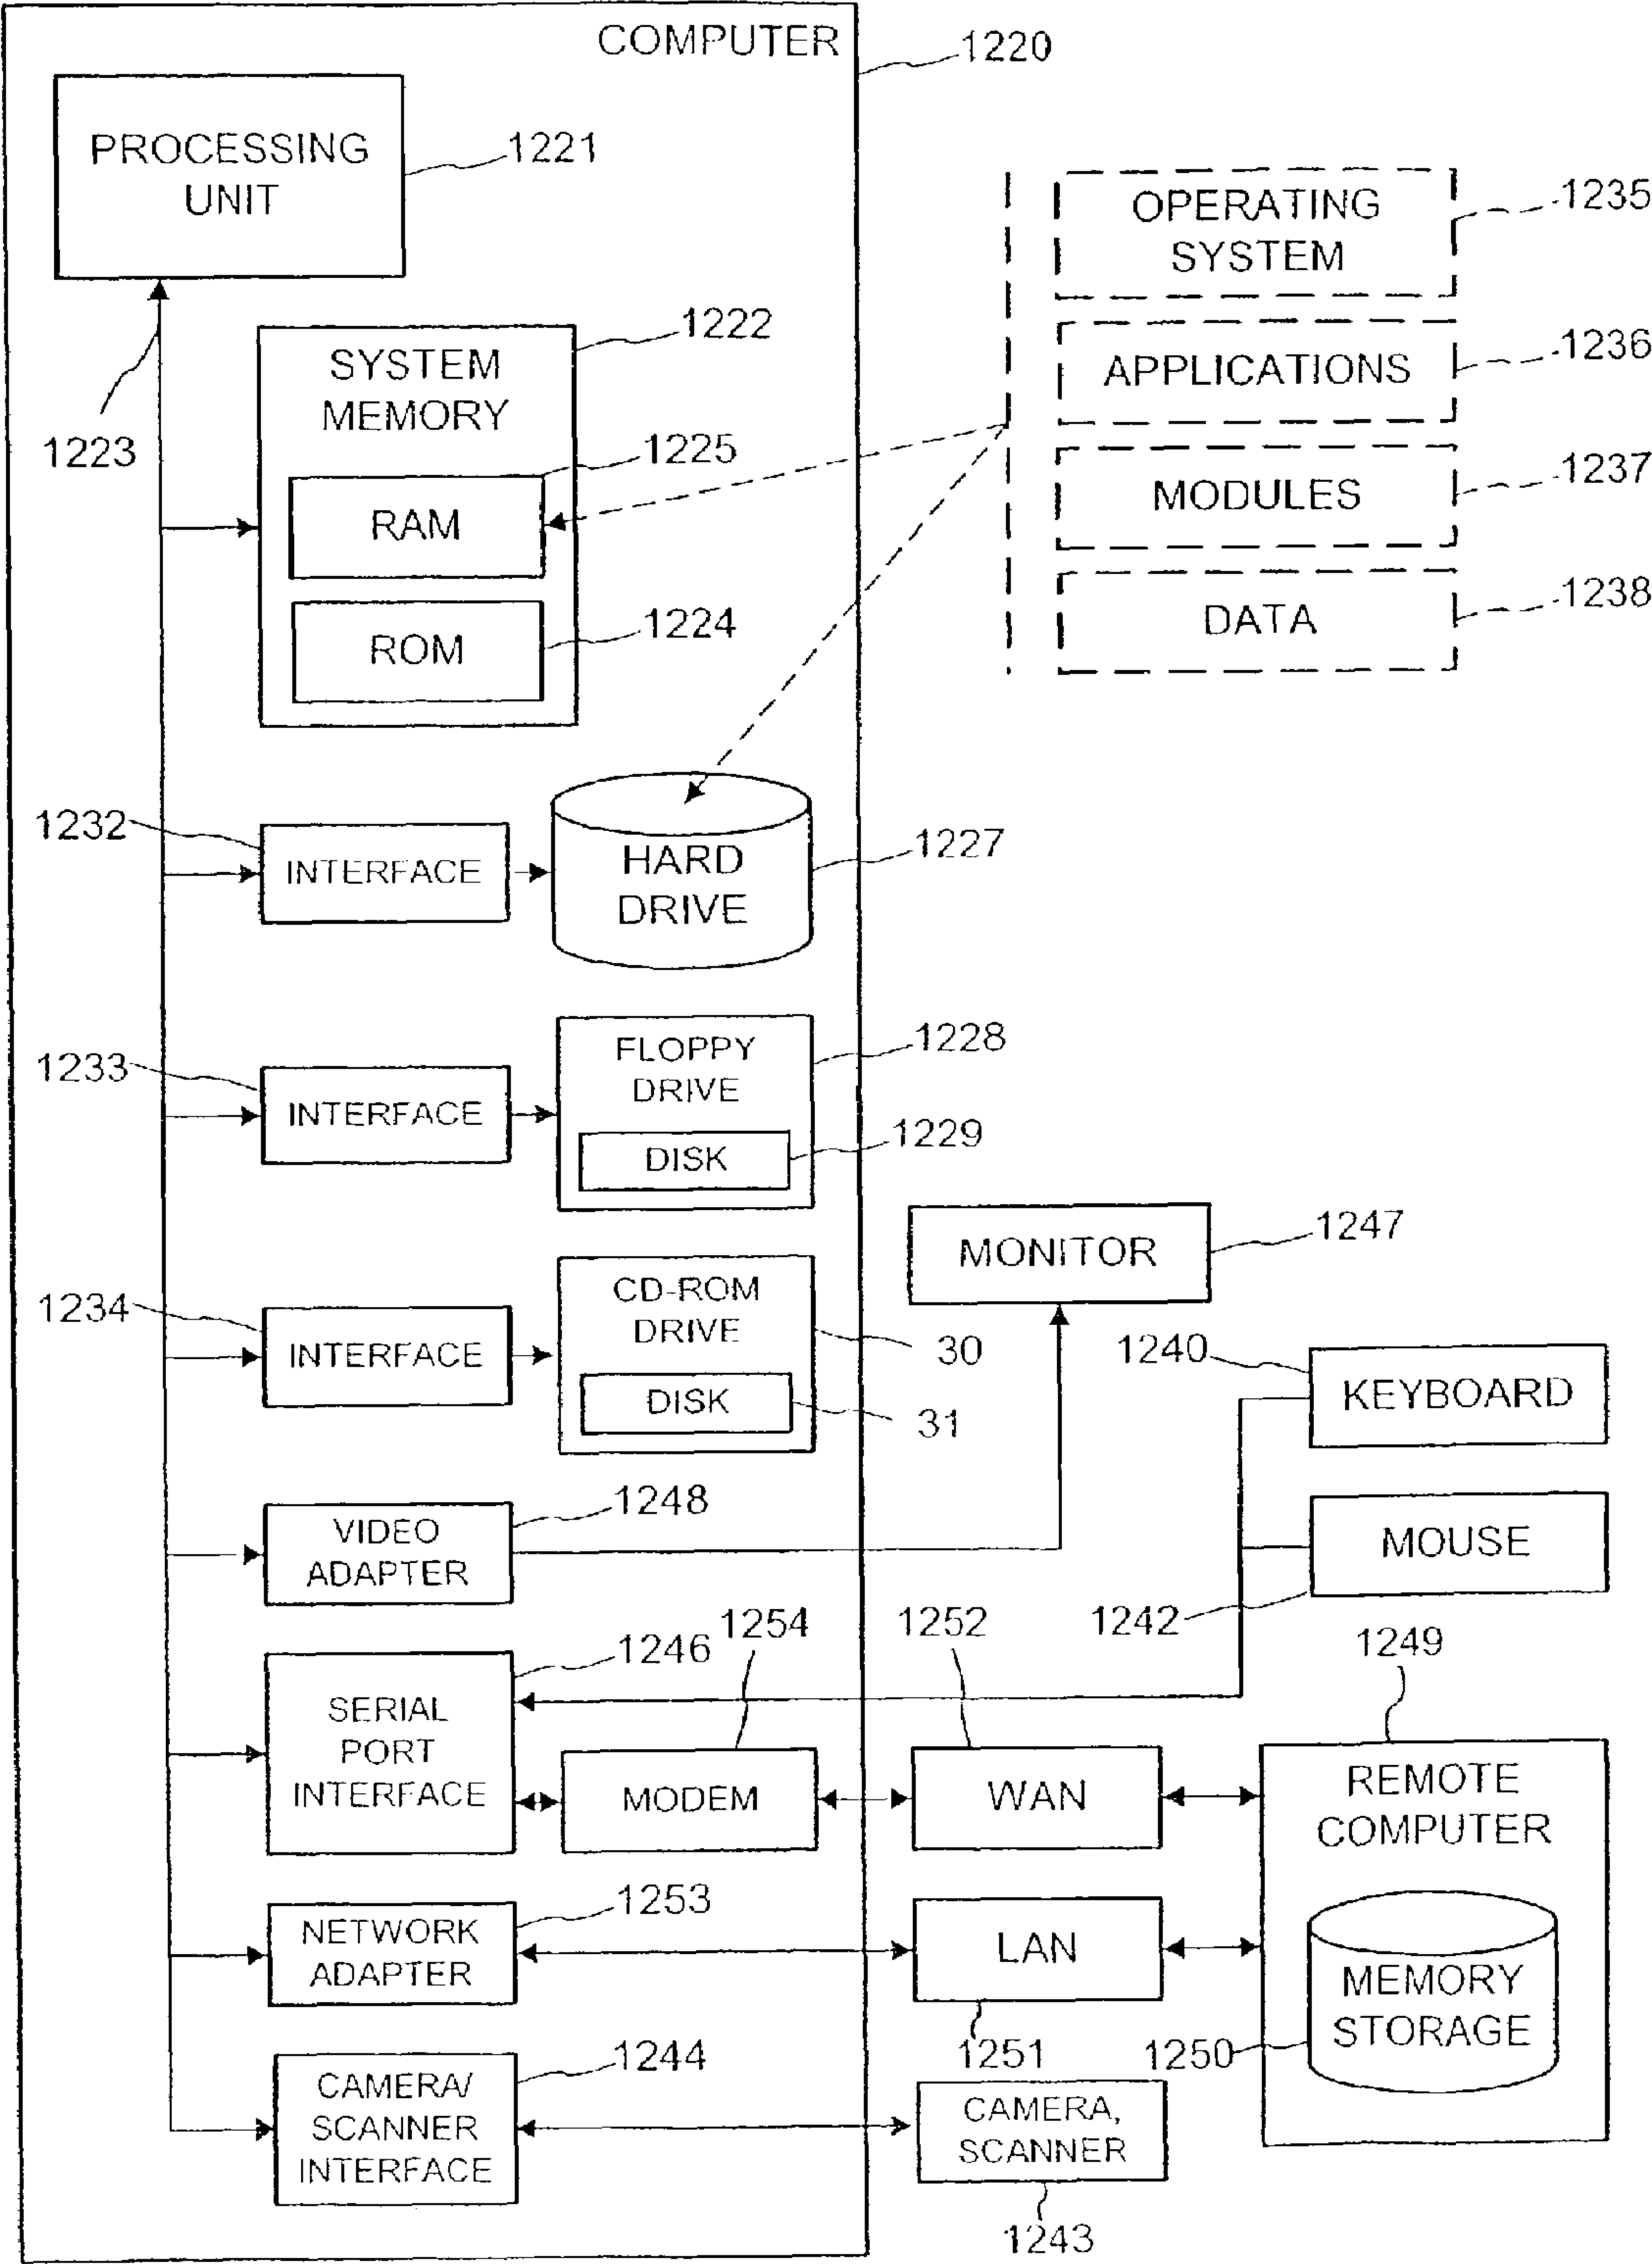 COMPUTER
1220
PROCESSING
UNIT
1221
1223
SYSTEM
MEMORY
1222
RAM
1225
ROM
1224
OPERATING
SYSTEM
1235
APPLICATIONS
1236
MODULES
1237
DATA
1238
1232
INTERFACE
HARD
DRIVE
1227
1233
INTERFACE
FLOPPY
DRIVE
1228
DISK
1229
1234
INTERFACE
CD-ROM
DRIVE
30
DISK
31
MONITOR
1247
1240
KEYBOARD
MOUSE
1242
VIDEO
ADAPTER
1248
SERIAL
PORT
INTERFACE
1246
MODEM
1254
WAN
1252
1249
REMOTE
COMPUTER
MEMORY
STORAGE
1250
NETWORK
ADAPTER
1253
LAN
1251
CAMERA/
SCANNER
INTERFACE
1244
CAMERA,
SCANNER
1243